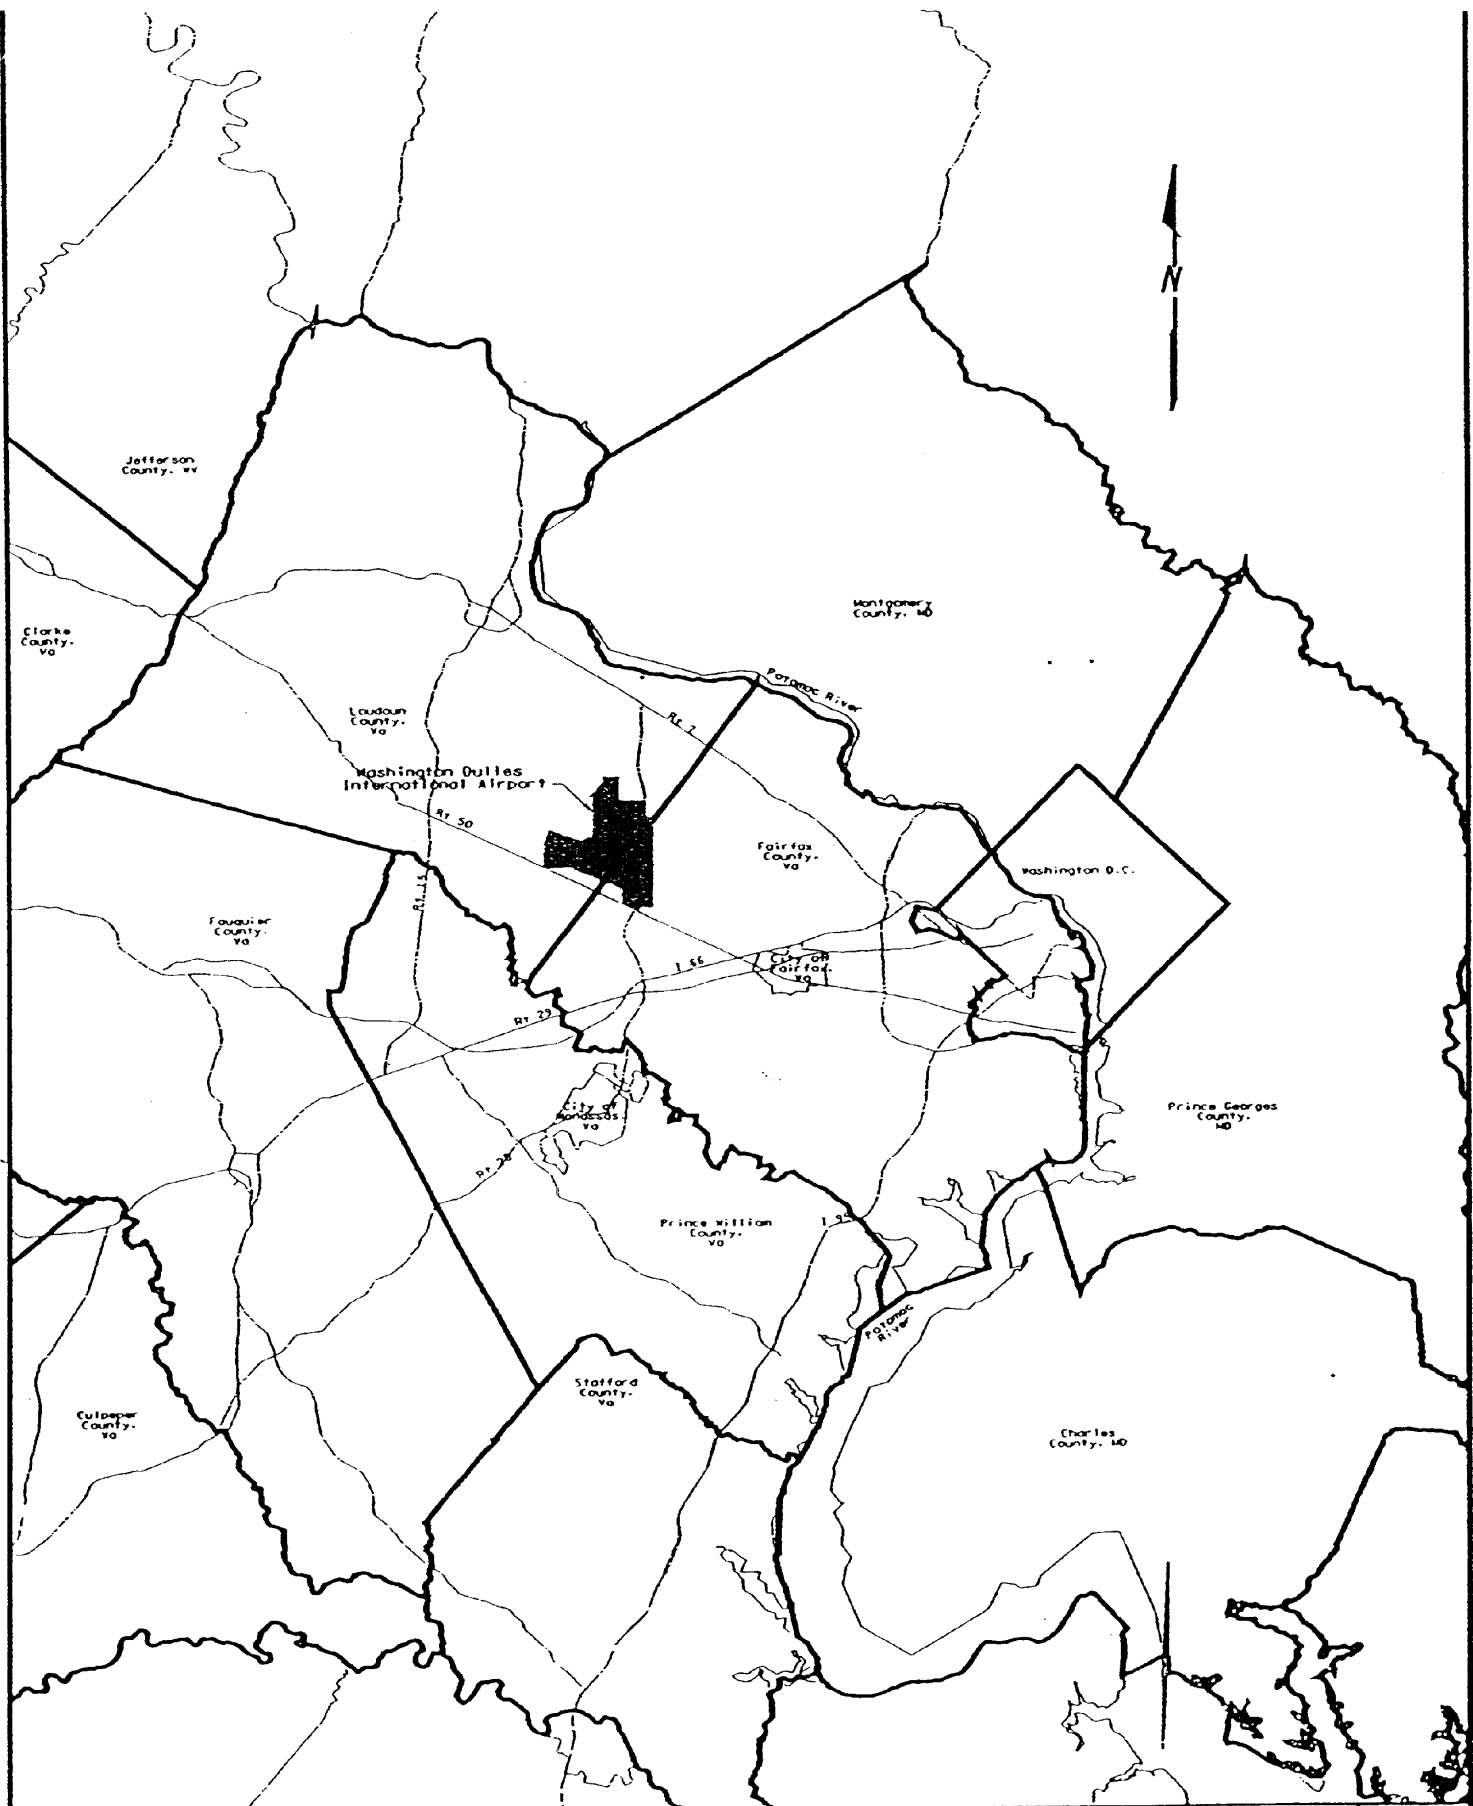 N
Jefferson
County, WV
Montgomery
County, MD
Clarke
County,
Va
Potomac River
Loudoun
County,
Va
Rt 7
Washington Dulles
International Airport
Rt 50
Fairfax
County,
Va
Washington D.C.
Rt 15
Fauquier
County,
Va
I 66
City of
Fairfax,
Va
Rt 29
City of
Manassas,
Va
Prince Georges
County,
MD
Rt 28
Prince William
County,
Va
I 95
Potomac
River
Stafford
County,
Va
Culpeper
County,
Va
Charles
County, MD